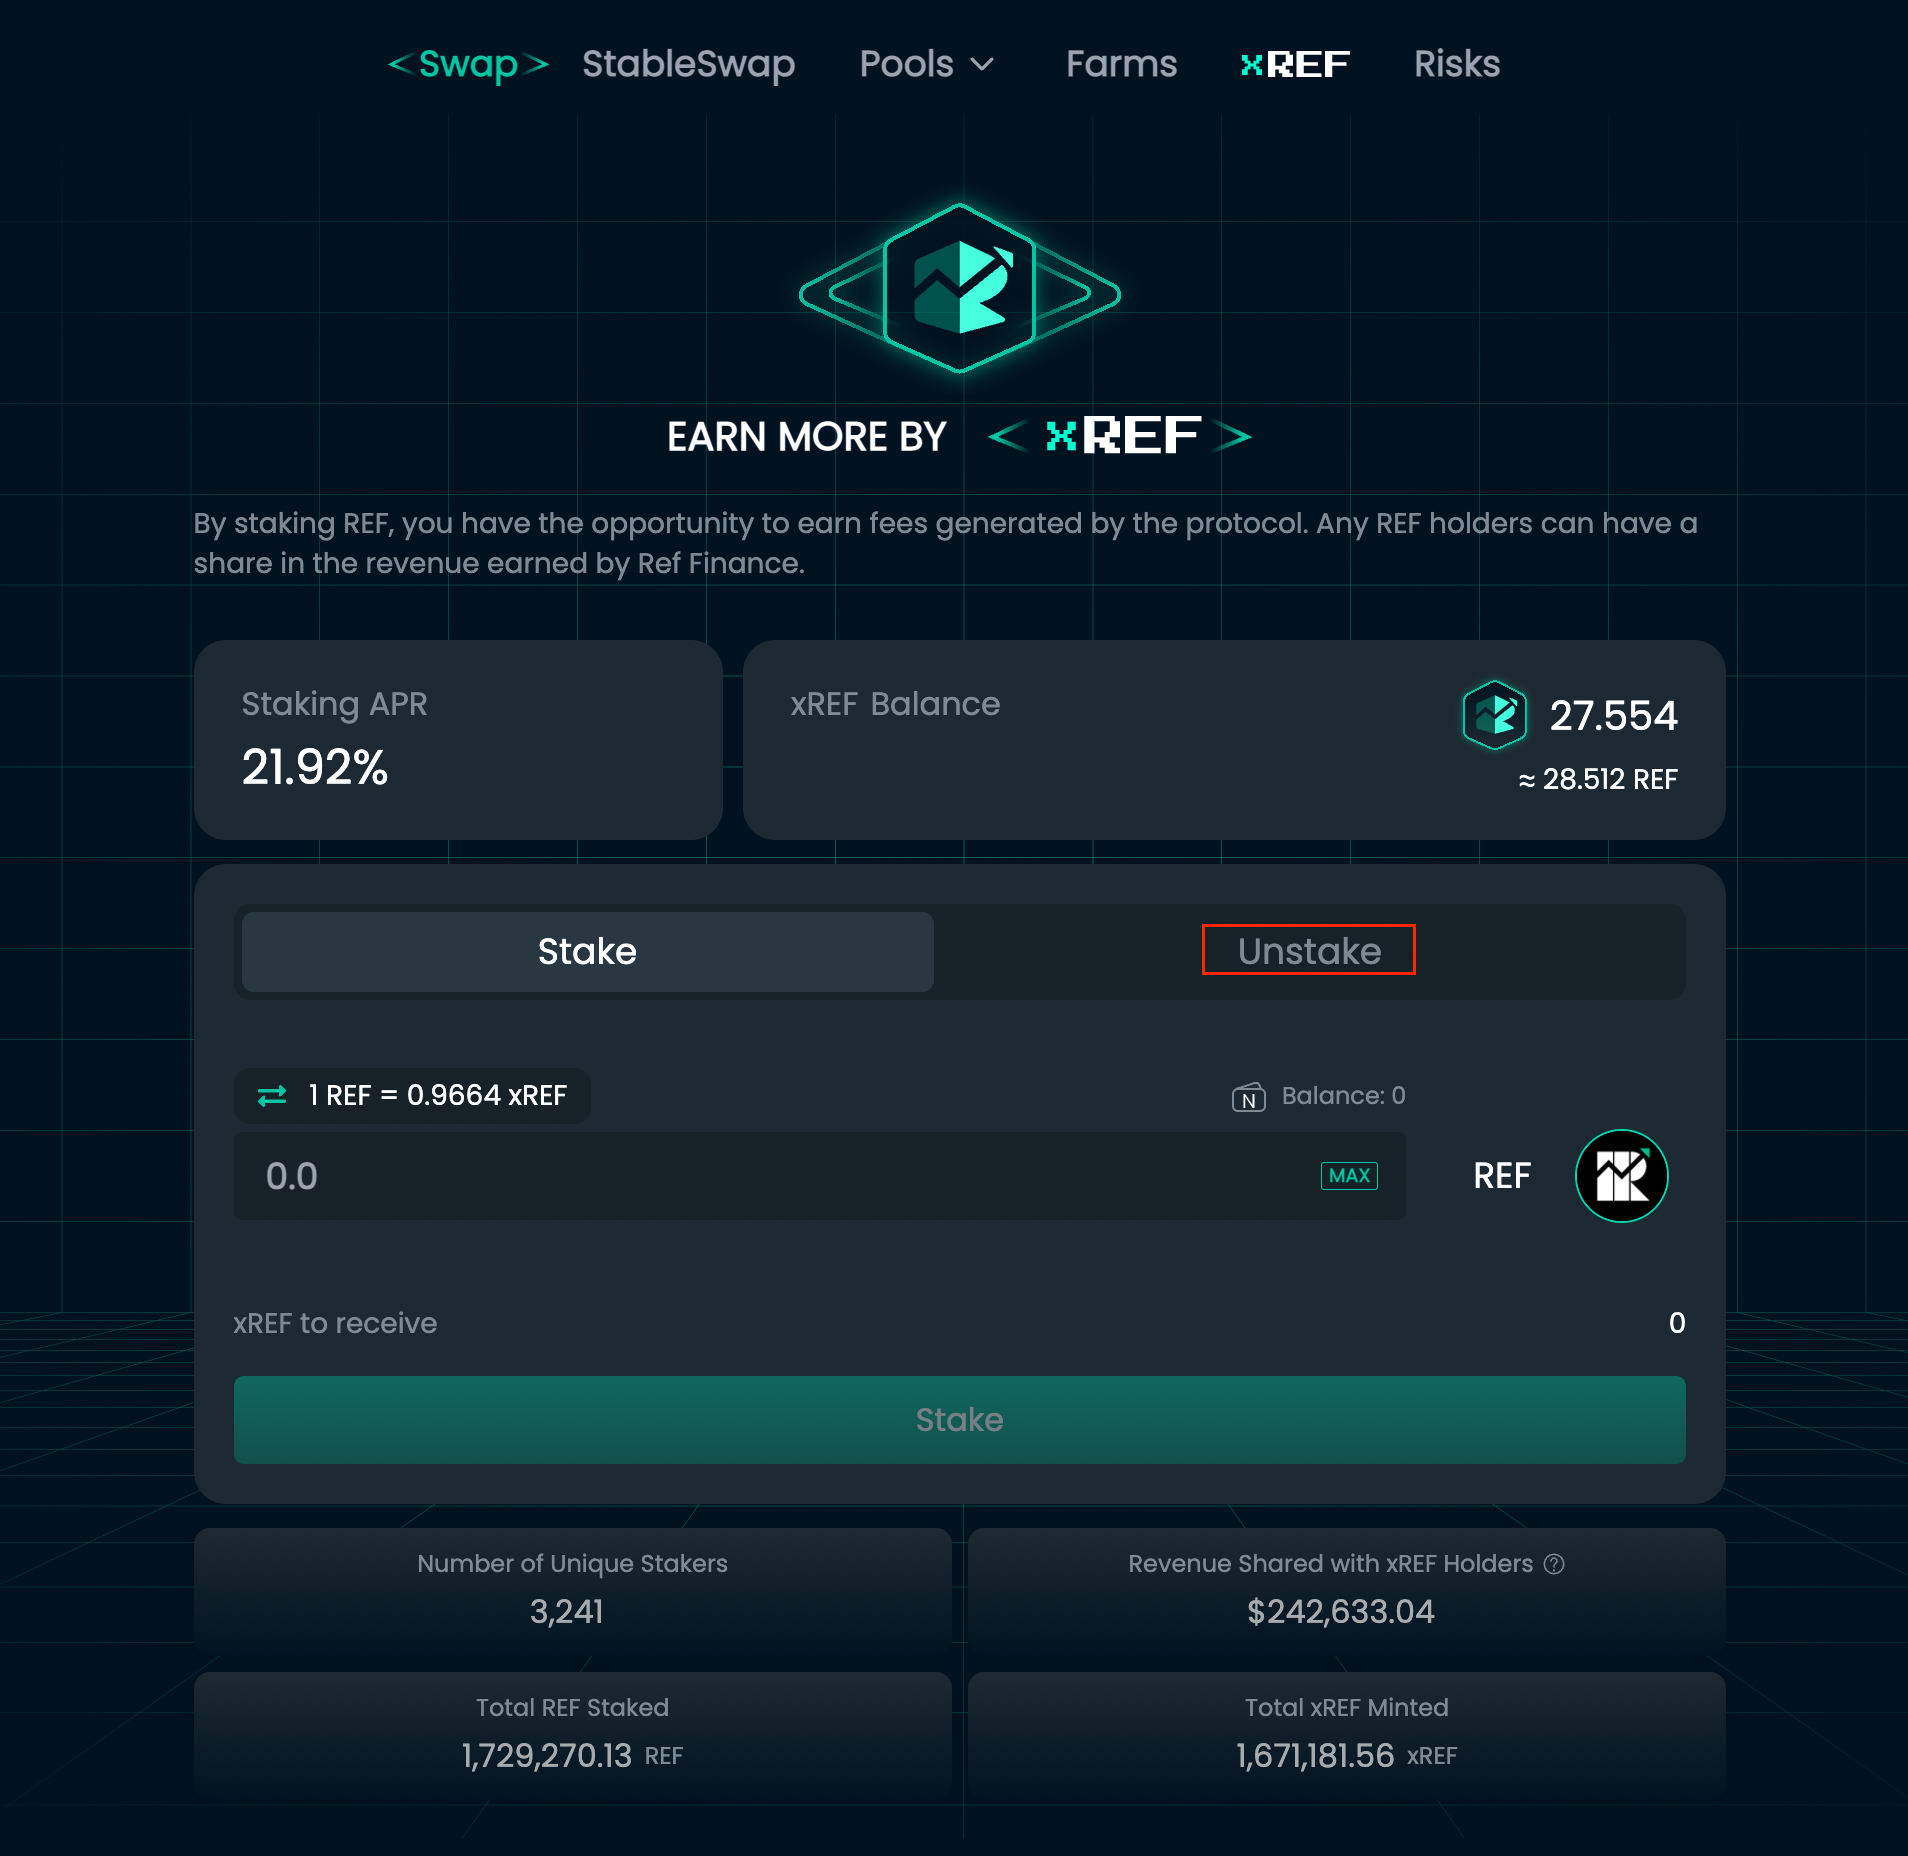 <Swap> StableSwap Pools Farms xREF Risks
EARN MORE BY < xREF >
By staking REF, you have the opportunity to earn fees generated by the protocol. Any REF holders can have a
share in the revenue earned by Ref Finance.
Staking APR
21.92%
xREF Balance
27.554
≈ 28.512 REF
Stake Unstake
1 REF = 0.9664 xREF
N Balance: 0
0.0 MAX REF
xREF to receive 0
Stake
Number of Unique Stakers
3,241
Revenue Shared with xREF Holders ?
$242,633.04
Total REF Staked
1,729,270.13 REF
Total xREF Minted
1,671,181.56 xREF